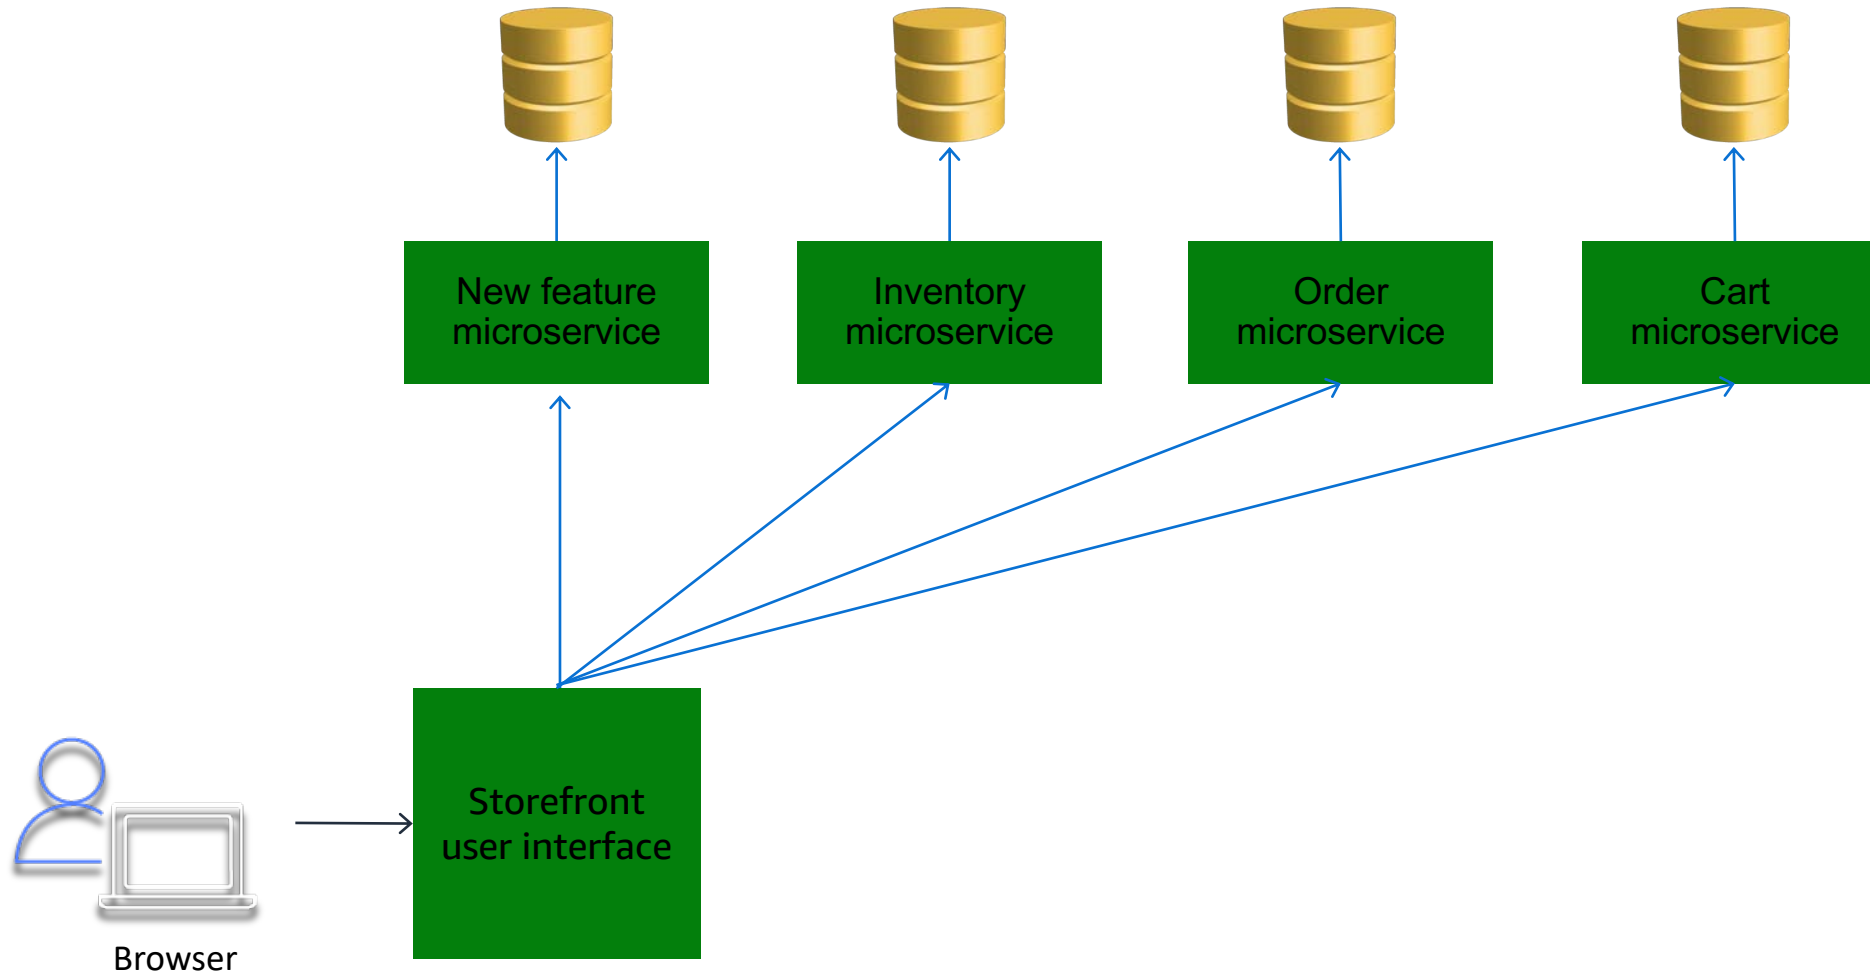 New feature
microservice
Inventory
microservice
Order
microservice
Cart
microservice
Storefront
user interface
Browser